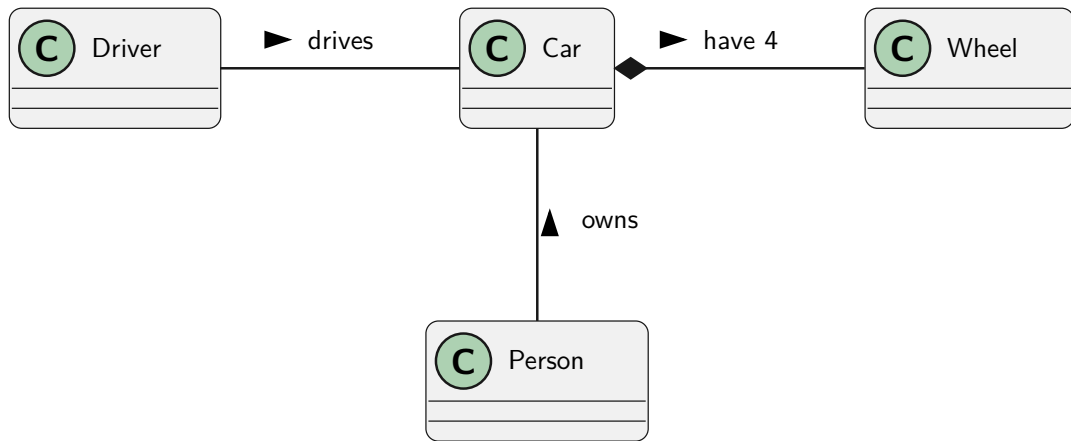 C Driver
drives
C Car
have 4
C Wheel
owns
C Person